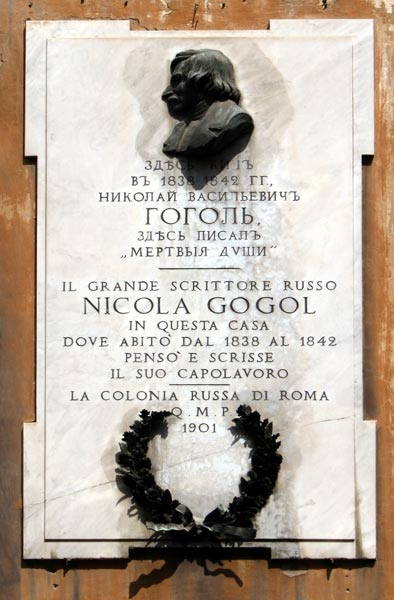 ЗДѢСЬ ЖИЛЪ
ВЪ 1838-1842 ГГ.,
НИКОЛАЙ ВАСИЛЬЕВИЧЪ
ГОГОЛЬ,
ЗДѢСЬ ПИСАЛЪ
„МЕРТВЫЯ ДУШИ“
IL GRANDE SCRITTORE RUSSO
NICOLA GOGOL
IN QUESTA CASA
DOVE ABITÒ DAL 1838 AL 1842
PENSÒ E SCRISSE
IL SUO CAPOLAVORO
LA COLONIA RUSSA DI ROMA
Q. M. P.
1901